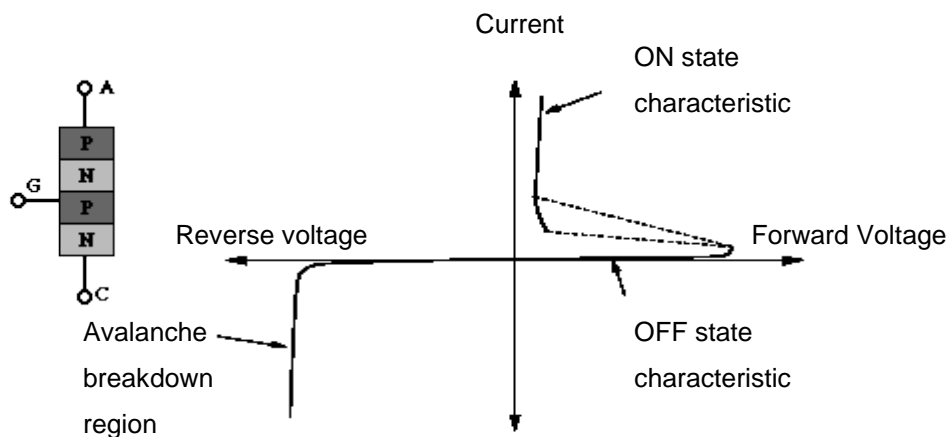 Current
ON state
characteristic
A
P
N
G
P
N
C
Reverse voltage
Forward Voltage
Avalanche
breakdown
region
OFF state
characteristic